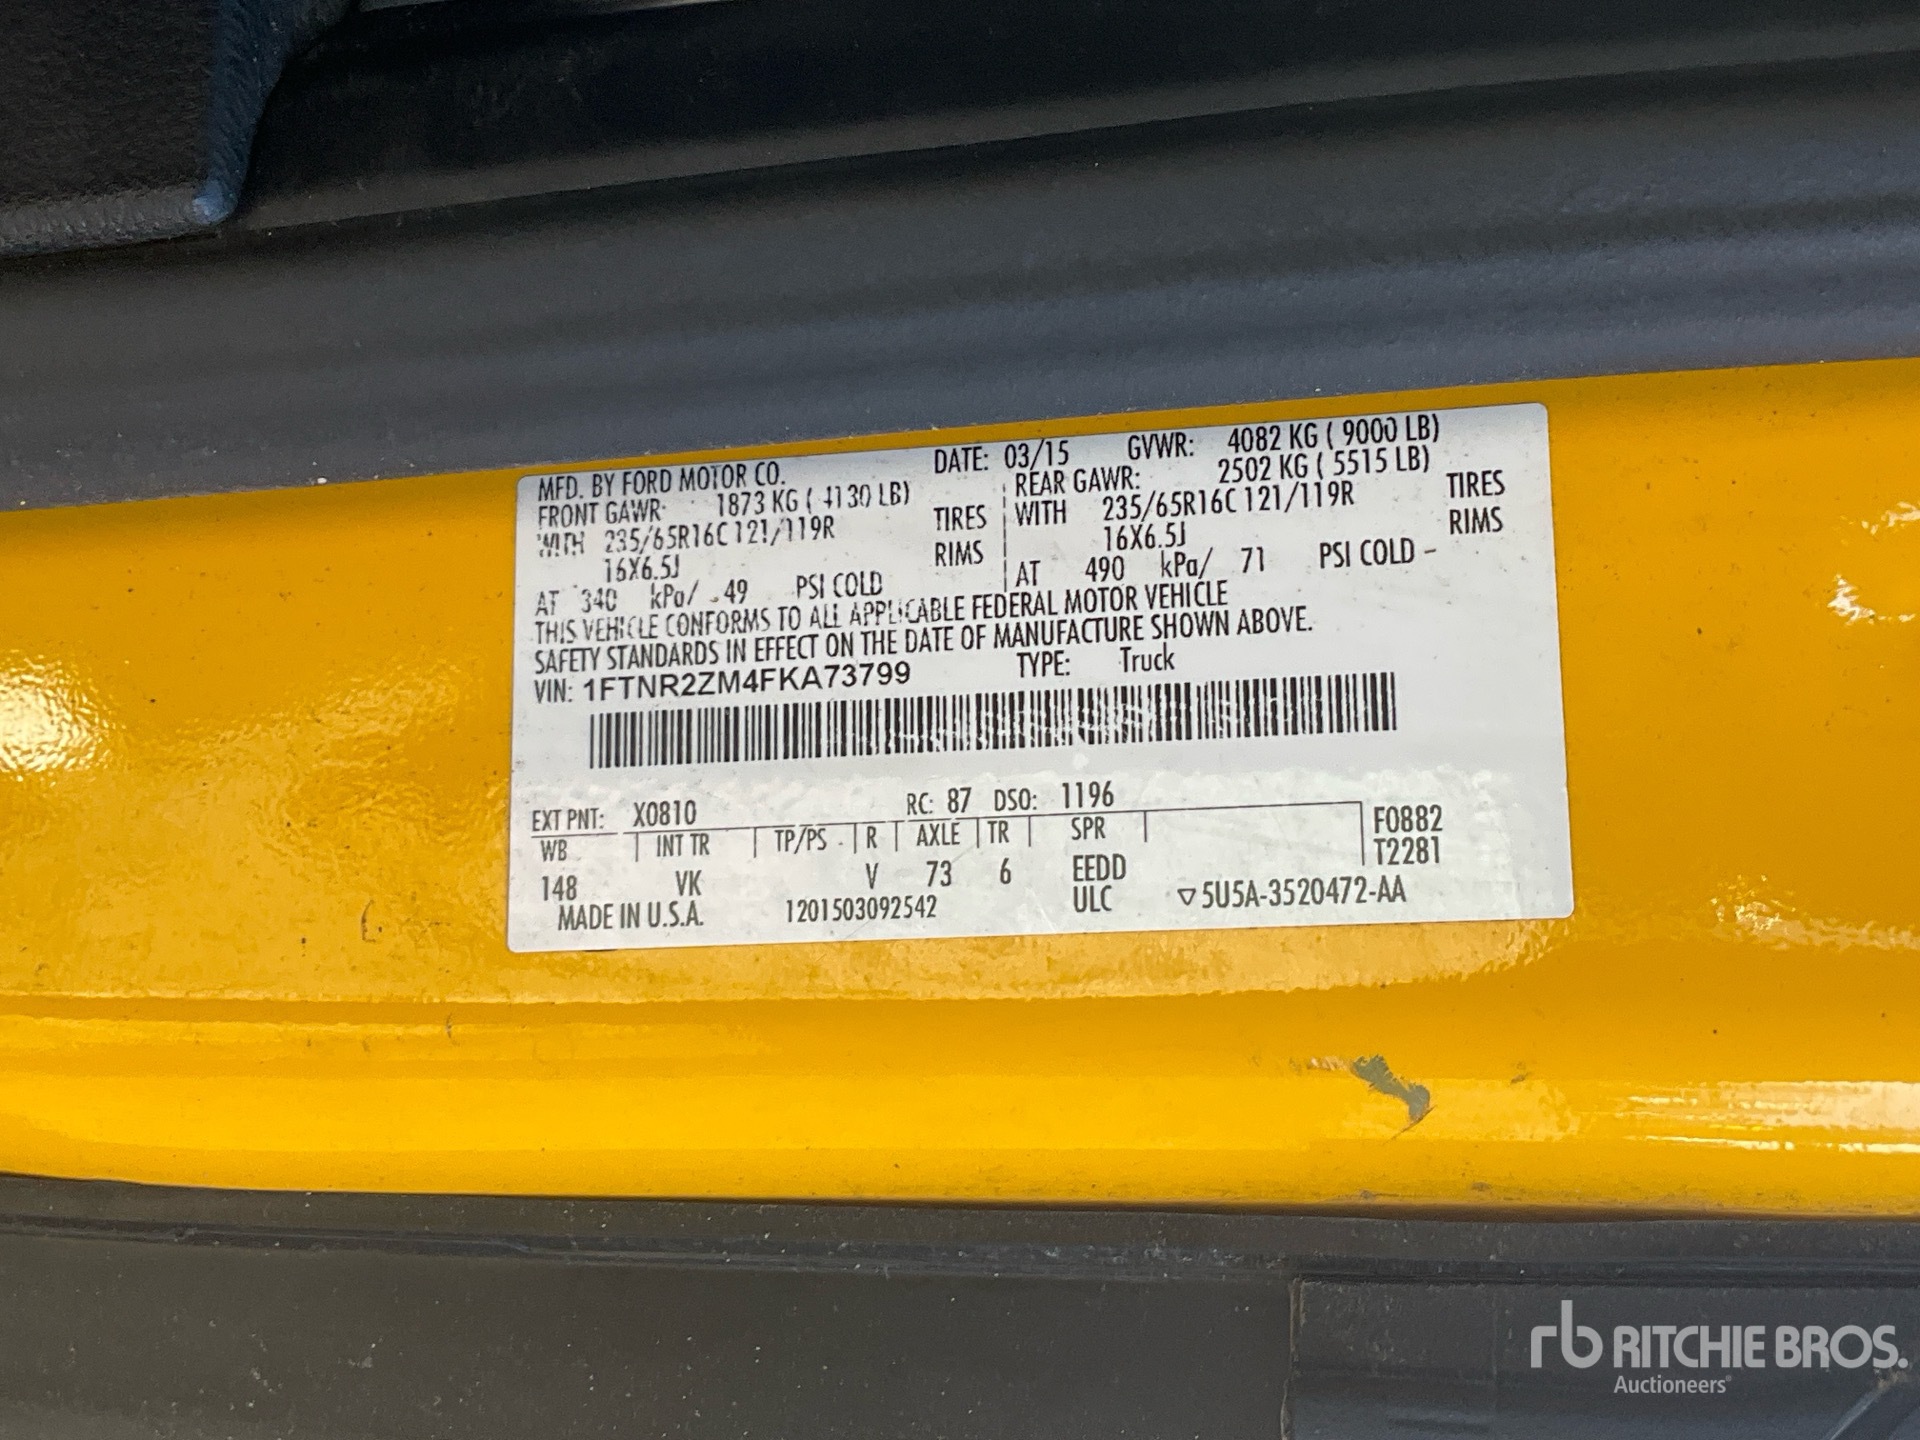 MFD. BY FORD MOTOR CO. DATE: 03/15 GVWR: 4082 KG ( 9000 LB)
FRONT GAWR: 1873 KG ( 4130 LB) REAR GAWR: 2502 KG ( 5515 LB)
WITH 235/65R16C 121/119R TIRES WITH 235/65R16C 121/119R TIRES
16X6.5J RIMS 16X6.5J RIMS
AT 340 kPa/ 49 PSI COLD AT 490 kPa/ 71 PSI COLD -
THIS VEHICLE CONFORMS TO ALL APPLICABLE FEDERAL MOTOR VEHICLE
SAFETY STANDARDS IN EFFECT ON THE DATE OF MANUFACTURE SHOWN ABOVE.
VIN: 1FTNR2ZM4FKA73799 TYPE: Truck
EXT PNT: X0810 RC: 87 DSO: 1196
WB INT TR TP/PS R AXLE TR SPR F0882
148 VK V 73 6 EEDD T2281
MADE IN U.S.A. 1201503092542 ULC ▽5U5A-3520472-AA
rb RITCHIE BROS.
Auctioneers